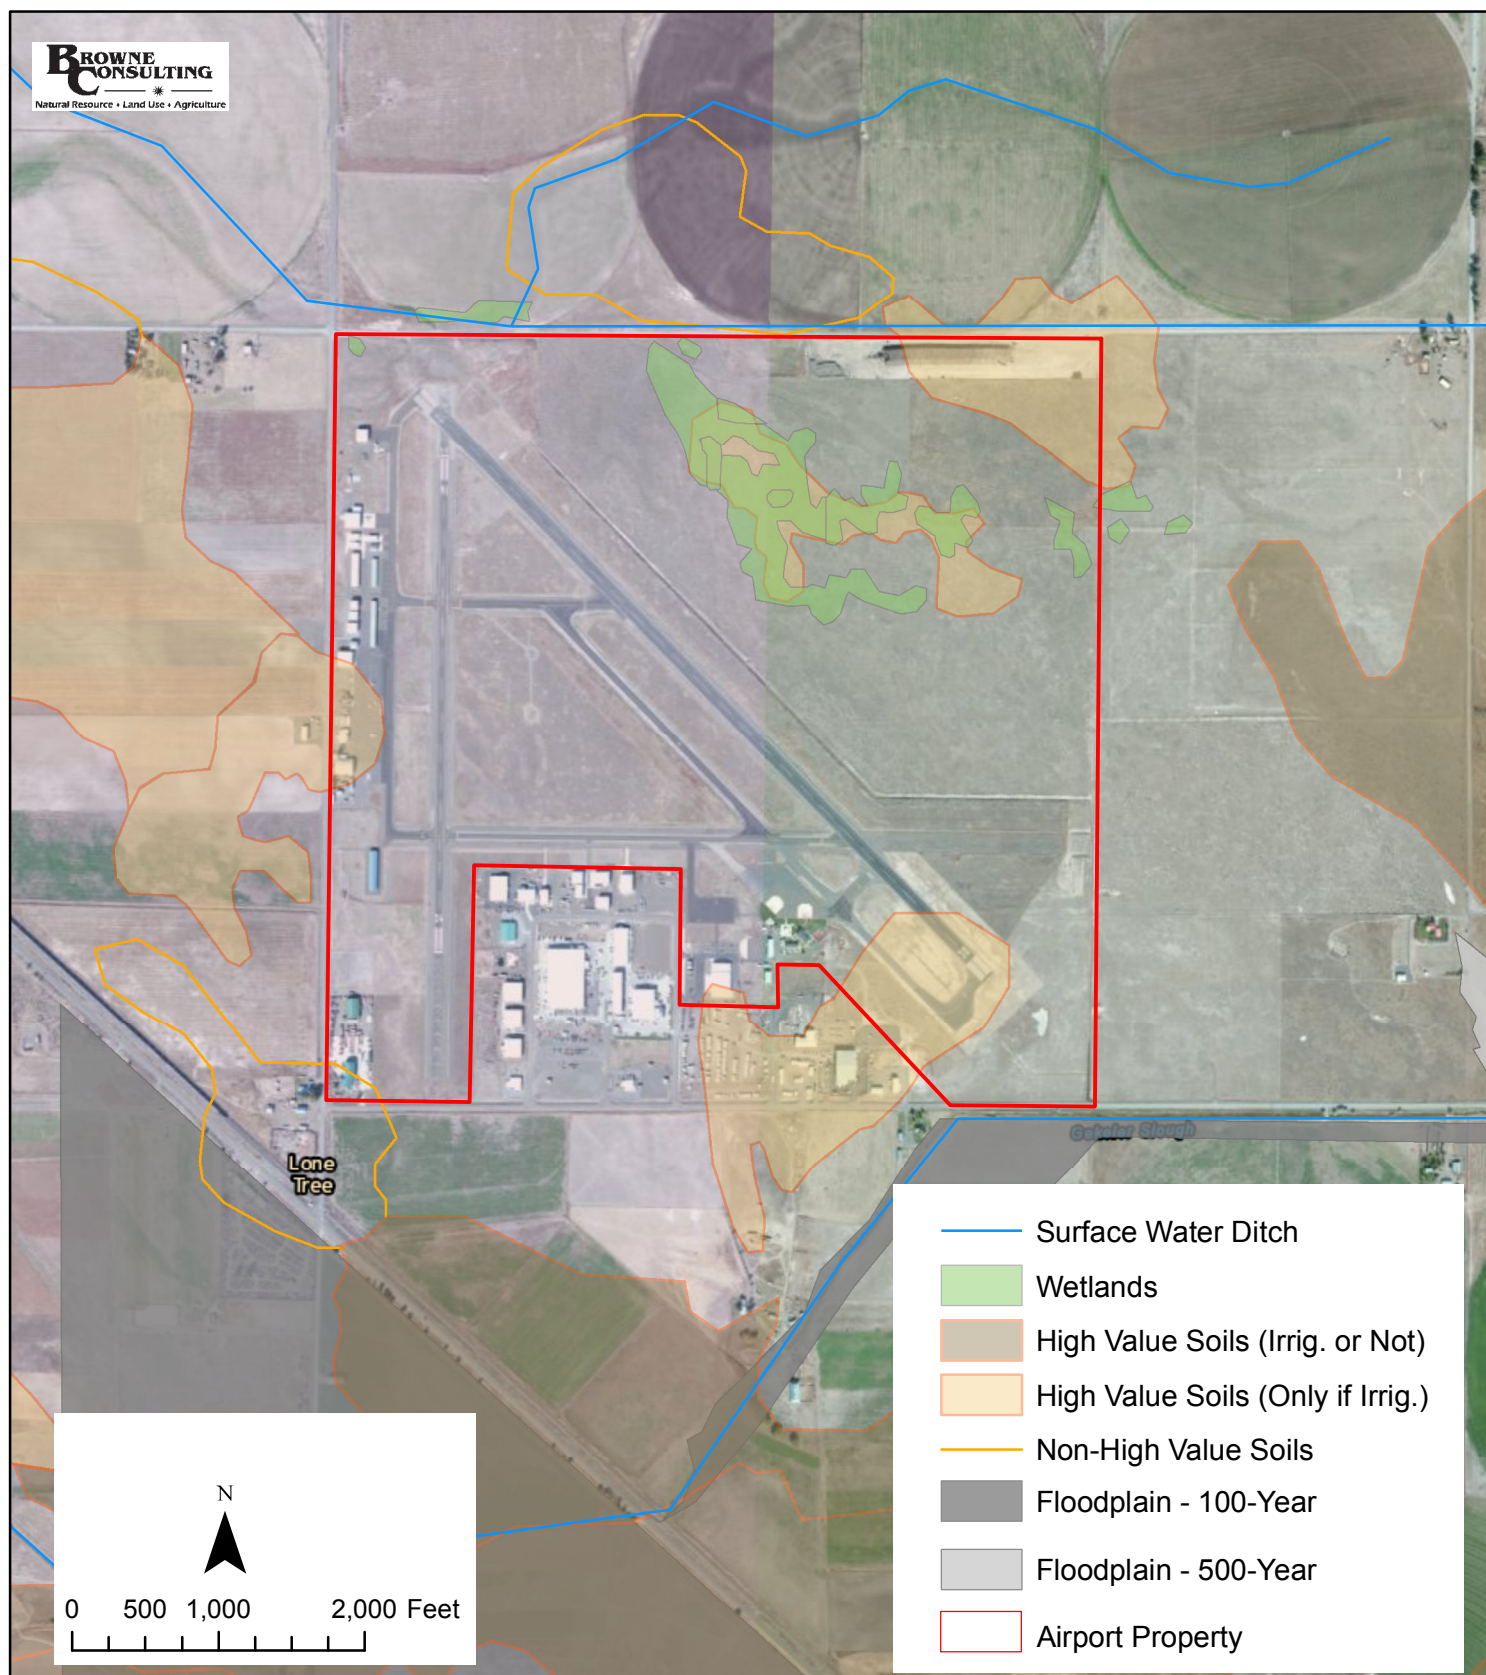 BROWNE
CONSULTING
Natural Resource • Land Use • Agriculture
Lone
Tree
Gekeler Slough
Surface Water Ditch
Wetlands
High Value Soils (Irrig. or Not)
High Value Soils (Only if Irrig.)
Non-High Value Soils
Floodplain - 100-Year
Floodplain - 500-Year
Airport Property
N
0 500 1,000 2,000 Feet